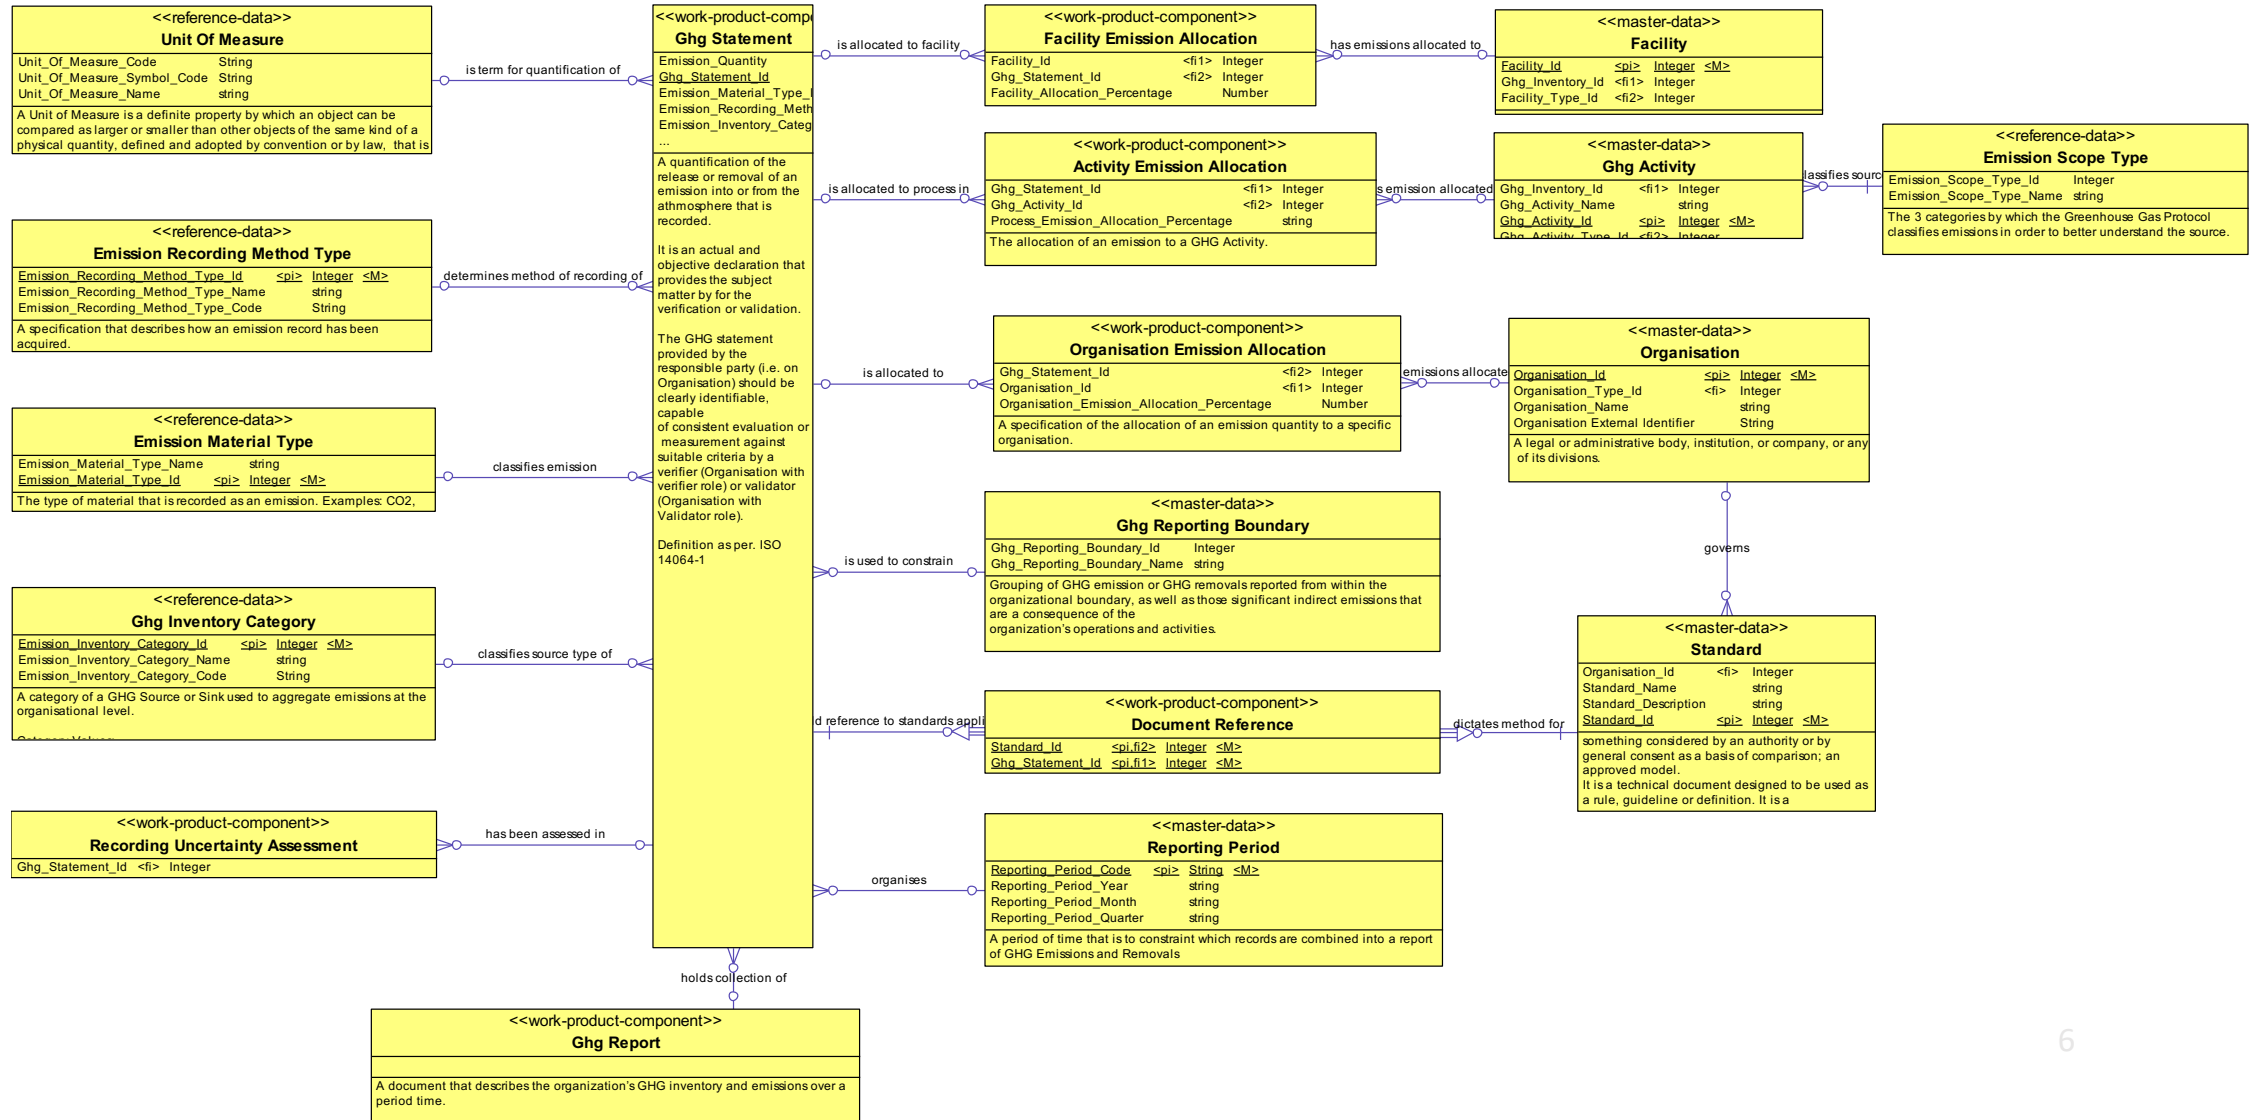 <<reference-data>>
Unit Of Measure
Unit_Of_Measure_Code String
Unit_Of_Measure_Symbol_Code String
Unit_Of_Measure_Name string
A Unit of Measure is a definite property by which an object can be
compared as larger or smaller than other objects of the same kind of a
physical quantity, defined and adopted by convention or by law, that is
is term for quantification of
<<reference-data>>
Emission Recording Method Type
Emission_Recording_Method_Type_Id <pi> Integer <M>
Emission_Recording_Method_Type_Name string
Emission_Recording_Method_Type_Code String
A specification that describes how an emission record has been
acquired.
determines method of recording of
<<reference-data>>
Emission Material Type
Emission_Material_Type_Name string
Emission_Material_Type_Id <pi> Integer <M>
The type of material that is recorded as an emission. Examples: CO2,
classifies emission
<<reference-data>>
Ghg Inventory Category
Emission_Inventory_Category_Id <pi> Integer <M>
Emission_Inventory_Category_Name string
Emission_Inventory_Category_Code String
A category of a GHG Source or Sink used to aggregate emissions at the
organisational level.
classifies source type of
<<work-product-component>>
Recording Uncertainty Assessment
Ghg_Statement_Id <fi> Integer
has been assessed in
<<work-product-comp
Ghg Statement
Emission_Quantity
Ghg_Statement_Id
Emission_Material_Type_I
Emission_Recording_Meth
Emission_Inventory_Categ
...
A quantification of the
release or removal of an
emission into or from the
athmosphere that is
recorded.
It is an actual and
objective declaration that
provides the subject
matter by for the
verification or validation.
The GHG statement
provided by the
responsible party (i.e. on
Organisation) should be
clearly identifiable,
capable
of consistent evaluation or
measurement against
suitable criteria by a
verifier (Organisation with
verifier role) or validator
(Organisation with
Validator role).
Definition as per. ISO
14064-1
holds collection of
<<work-product-component>>
Ghg Report
A document that describes the organization's GHG inventory and emissions over a
period time.
is allocated to facility
<<work-product-component>>
Facility Emission Allocation
Facility_Id <fi1> Integer
Ghg_Statement_Id <fi2> Integer
Facility_Allocation_Percentage Number
has emissions allocated to
<<master-data>>
Facility
Facility_Id <pi> Integer <M>
Ghg_Inventory_Id <fi1> Integer
Facility_Type_Id <fi2> Integer
is allocated to process in
<<work-product-component>>
Activity Emission Allocation
Ghg_Statement_Id <fi1> Integer
Ghg_Activity_Id <fi2> Integer
Process_Emission_Allocation_Percentage string
The allocation of an emission to a GHG Activity.
s emission allocated
<<master-data>>
Ghg Activity
Ghg_Inventory_Id <fi1> Integer
Ghg_Activity_Name string
Ghg_Activity_Id <pi> Integer <M>
Ghg_Activity_Type_Id <fi2> Integer
lassifies sourc
<<reference-data>>
Emission Scope Type
Emission_Scope_Type_Id Integer
Emission_Scope_Type_Name string
The 3 categories by which the Greenhouse Gas Protocol
classifies emissions in order to better understand the source.
is allocated to
<<work-product-component>>
Organisation Emission Allocation
Ghg_Statement_Id <fi2> Integer
Organisation_Id <fi1> Integer
Organisation_Emission_Allocation_Percentage Number
A specification of the allocation of an emission quantity to a specific
organisation.
emissions allocate
<<master-data>>
Organisation
Organisation_Id <pi> Integer <M>
Organisation_Type_Id <fi> Integer
Organisation_Name string
Organisation External Identifier String
A legal or administrative body, institution, or company, or any
of its divisions.
governs
is used to constrain
<<master-data>>
Ghg Reporting Boundary
Ghg_Reporting_Boundary_Id Integer
Ghg_Reporting_Boundary_Name string
Grouping of GHG emission or GHG removals reported from within the
organizational boundary, as well as those significant indirect emissions that
are a consequence of the
organization's operations and activities.
d reference to standards appli
<<work-product-component>>
Document Reference
Standard_Id <pi,fi2> Integer <M>
Ghg_Statement_Id <pi,fi1> Integer <M>
dictates method for
<<master-data>>
Standard
Organisation_Id <fi> Integer
Standard_Name string
Standard_Description string
Standard_Id <pi> Integer <M>
something considered by an authority or by
general consent as a basis of comparison; an
approved model.
It is a technical document designed to be used as
a rule, guideline or definition. It is a
organises
<<master-data>>
Reporting Period
Reporting_Period_Code <pi> String <M>
Reporting_Period_Year string
Reporting_Period_Month string
Reporting_Period_Quarter string
A period of time that is to constraint which records are combined into a report
of GHG Emissions and Removals
6